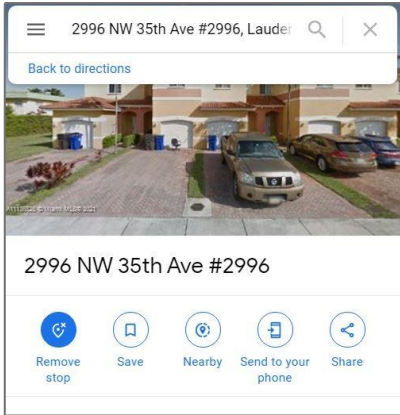 2996 NW 35th Ave #2996, Lauder
Back to directions
2996 NW 35th Ave #2996
Remove stop
Save
Nearby
Send to your phone
Share